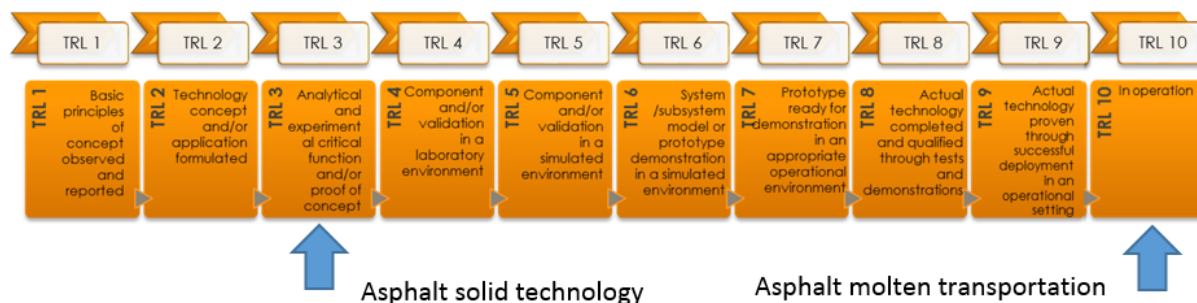 TRL 1
TRL 2
TRL 3
TRL 4
TRL 5
TRL 6
TRL 7
TRL 8
TRL 9
TRL 10
TRL 1
Basic
principles
of
concept
observed
and
reported
TRL 2
Technology
concept
and/or
application
formulated
TRL 3
Analytical
and
experiment
al critical
function
and/or
proof of
concept
TRL 4
Component
and/or
validation
in a
laboratory
environment
TRL 5
Component
and/or
validation
in a
simulated
environment
TRL 6
System
/subsystem
model or
prototype
demonstration
in a simulated
environment
TRL 7
Prototype
ready for
demonstration
in an
appropriate
operational
environment
TRL 8
Actual
technology
completed
and qualified
through tests
and
demonstrations
TRL 9
Actual
technology
proven
through
successful
deployment
in an
operational
setting
TRL 10
In operation
Asphalt solid technology
Asphalt molten transportation